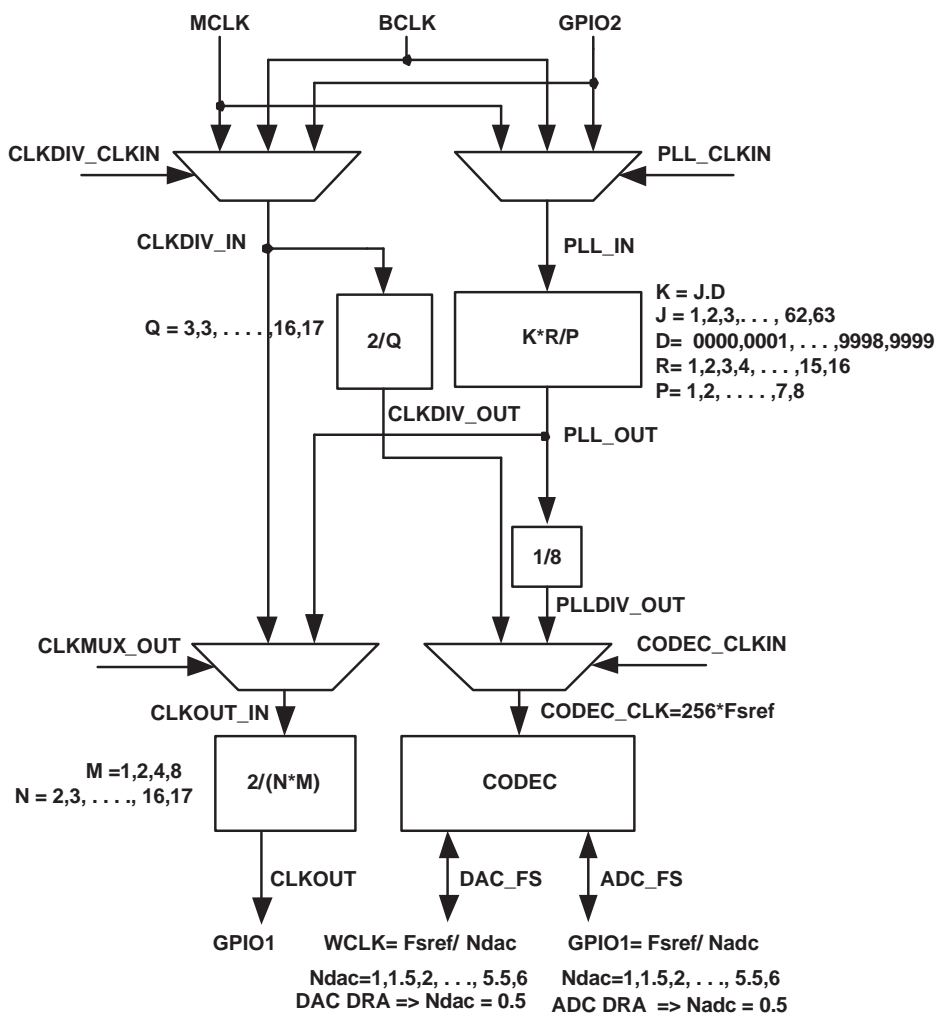 MCLK
BCLK
GPIO2
CLKDIV_CLKIN
PLL_CLKIN
CLKDIV_IN
PLL_IN
Q = 3,3, . . . .,16,17
2/Q
K*R/P
K = J.D
J = 1,2,3,. . . , 62,63
D= 0000,0001, . . . ,9998,9999
R= 1,2,3,4, . . . ,15,16
P= 1,2, . . . . ,7,8
CLKDIV_OUT
PLL_OUT
1/8
PLLDIV_OUT
CLKMUX_OUT
CODEC_CLKIN
CLKOUT_IN
CODEC_CLK=256*Fsref
M =1,2,4,8
N = 2,3, . . . ., 16,17
2/(N*M)
CODEC
CLKOUT
DAC_FS
ADC_FS
GPIO1
WCLK= Fsref/ Ndac
GPIO1= Fsref/ Nadc
Ndac=1,1.5,2, . . ., 5.5,6
DAC DRA => Ndac = 0.5
Ndac=1,1.5,2, . . ., 5.5,6
ADC DRA => Nadc = 0.5